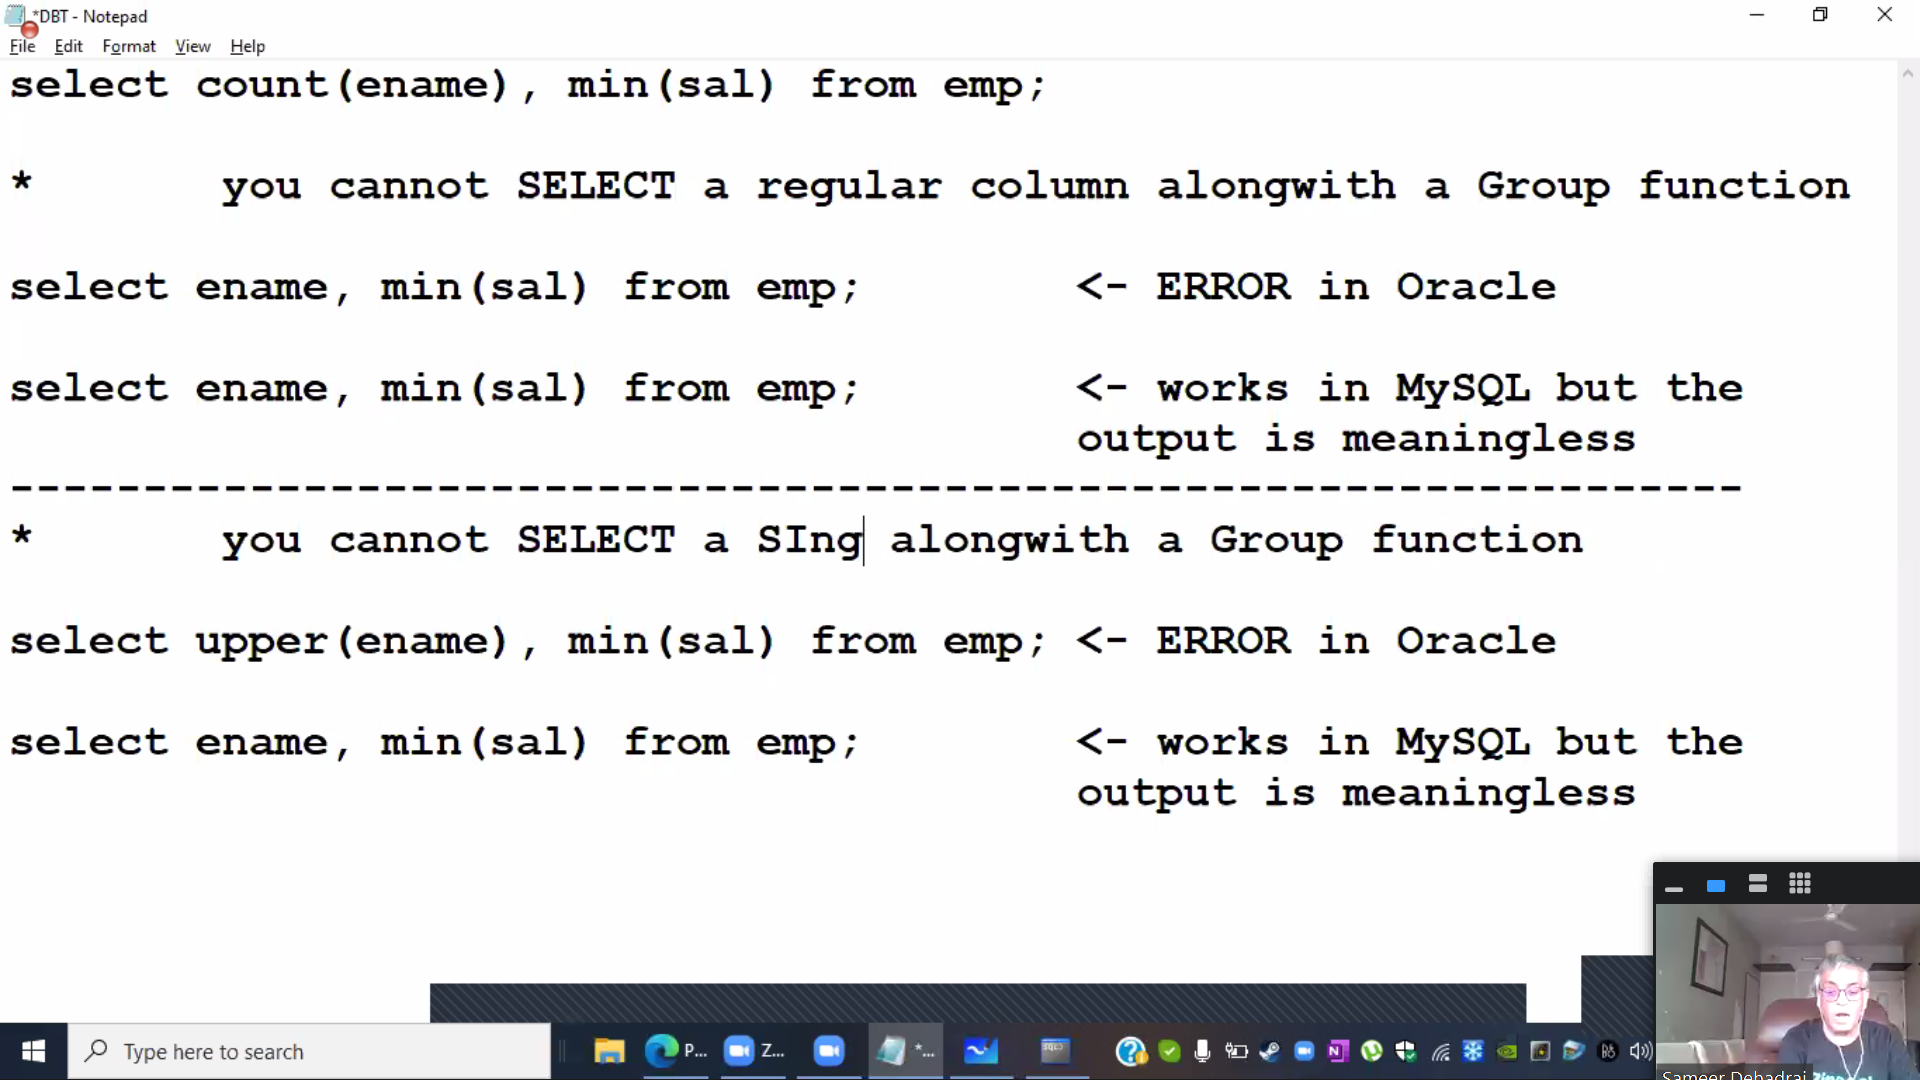 *DBT - Notepad
File Edit Format View Help
select count(ename), min(sal) from emp;
* you cannot SELECT a regular column alongwith a Group function
select ename, min(sal) from emp; <- ERROR in Oracle
select ename, min(sal) from emp; <- works in MySQL but the
output is meaningless
-----------------------------------------------------------------
* you cannot SELECT a SIng alongwith a Group function
select upper(ename), min(sal) from emp; <- ERROR in Oracle
select ename, min(sal) from emp; <- works in MySQL but the
output is meaningless
Type here to search
P...
Z...
*...
Sameer Dehadrai